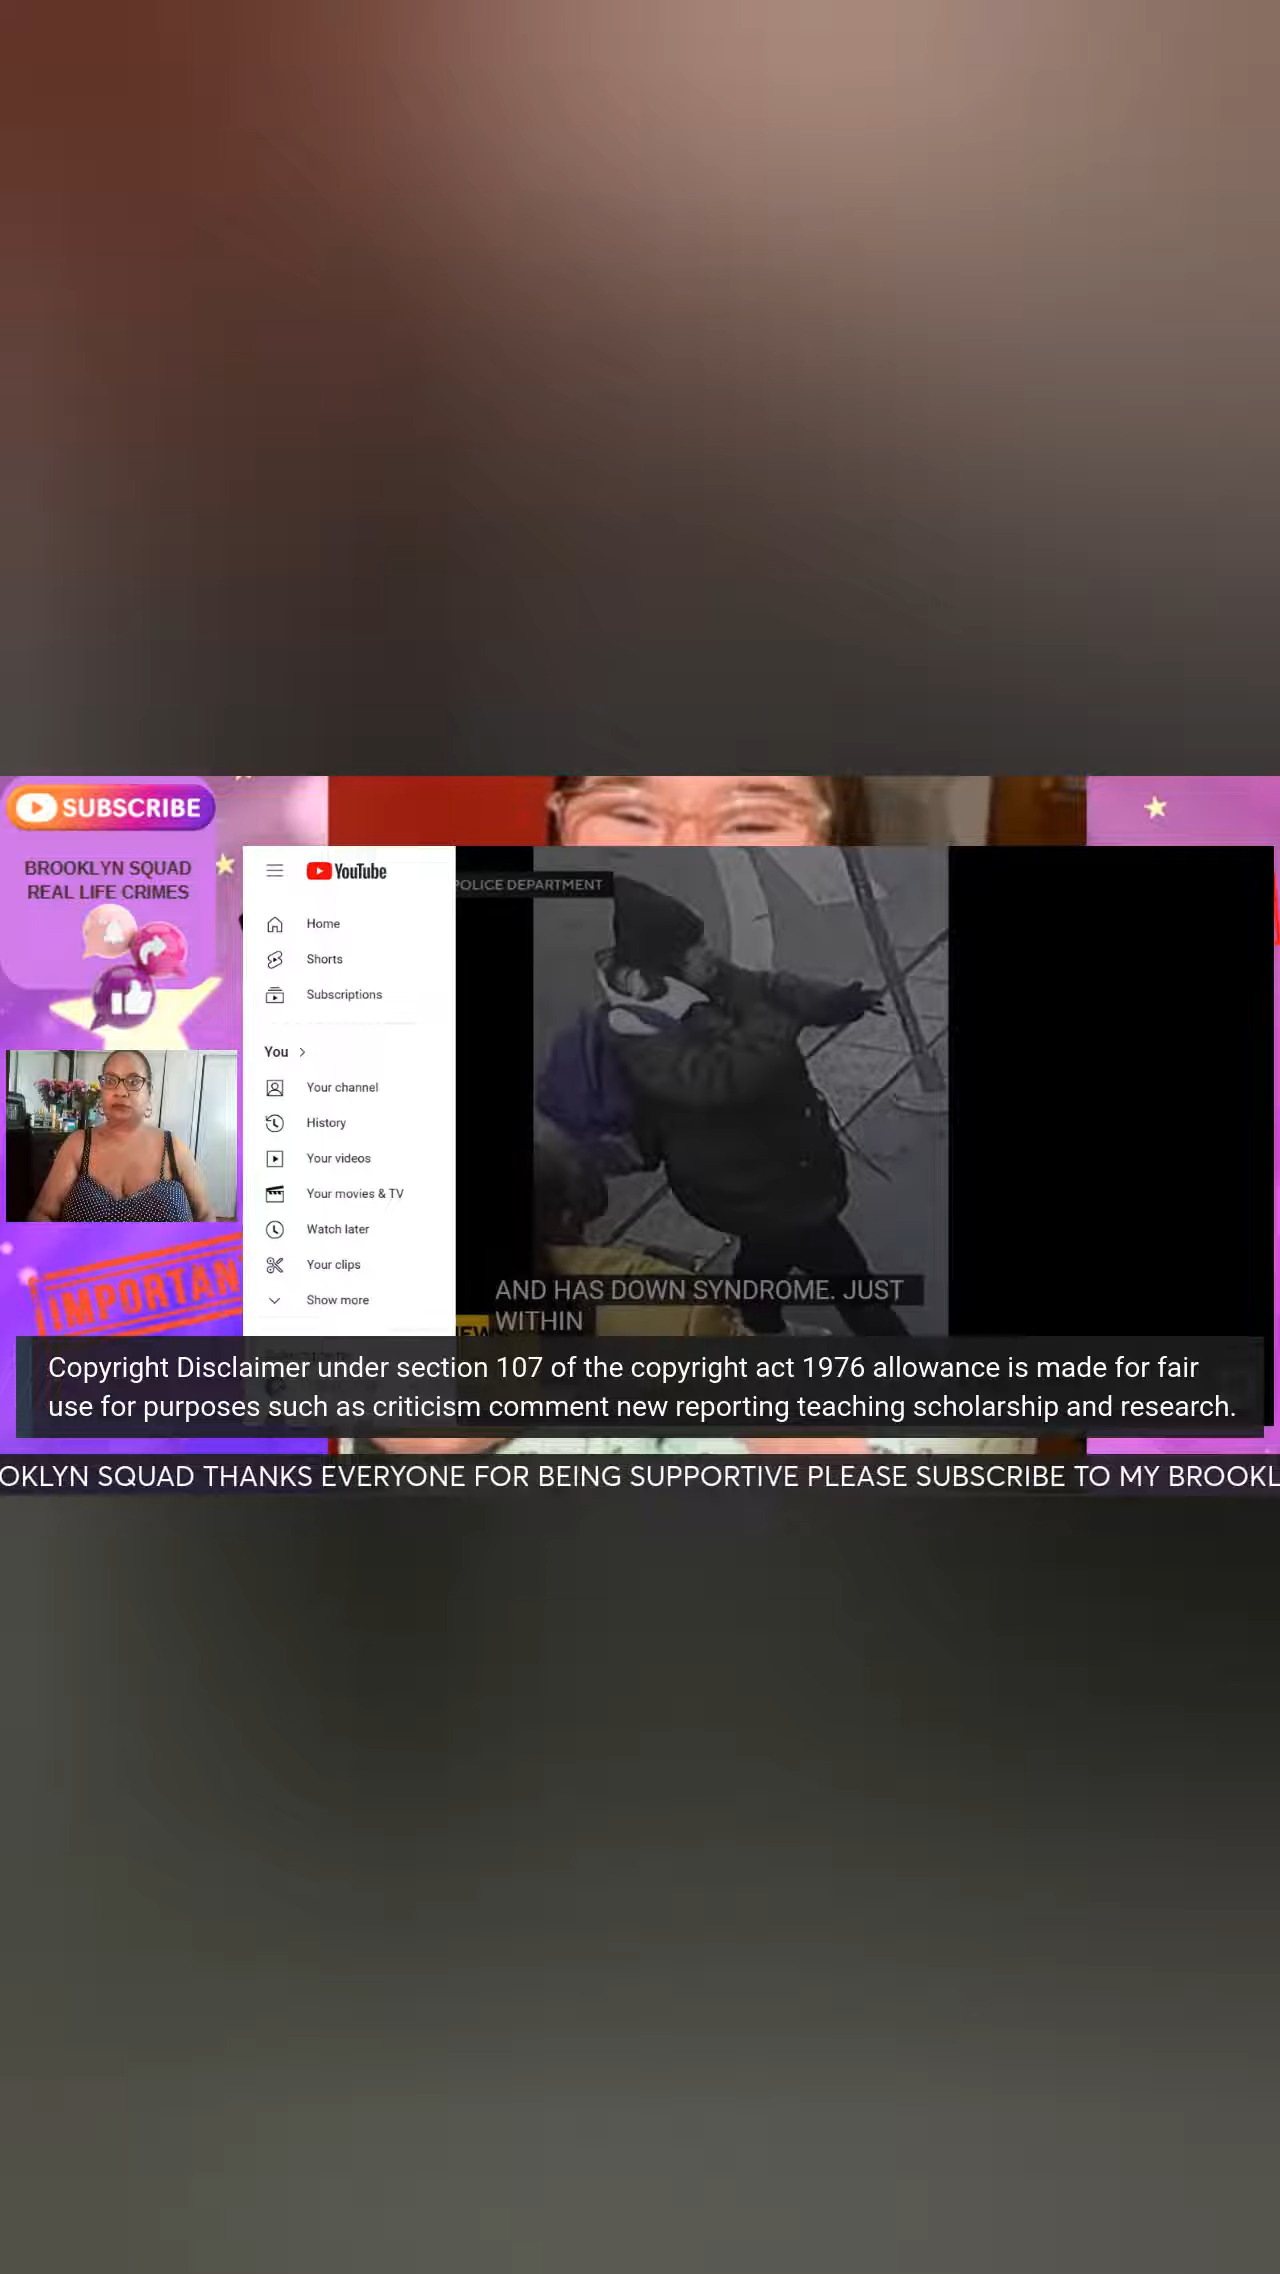 SUBSCRIBE
BROOKLYN SQUAD
REAL LIFE CRIMES
YouTube
Home
Shorts
Subscriptions
You
Your channel
History
Your videos
Your movies & TV
Watch later
Your clips
Show more
POLICE DEPARTMENT
AND HAS DOWN SYNDROME. JUST
WITHIN
IMPORTAN
Copyright Disclaimer under section 107 of the copyright act 1976 allowance is made for fair
use for purposes such as criticism comment new reporting teaching scholarship and research.
OKLYN SQUAD THANKS EVERYONE FOR BEING SUPPORTIVE PLEASE SUBSCRIBE TO MY BROOKL